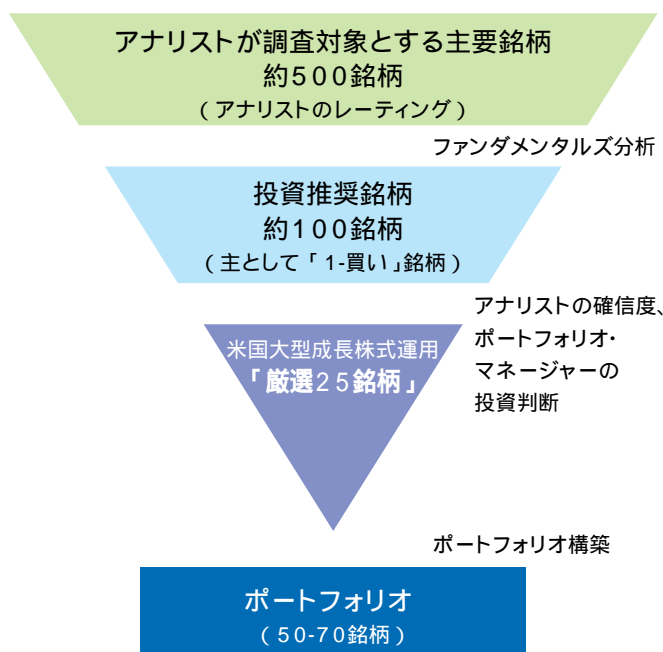 アナリストが調査対象とする主要銘柄
約500銘柄
(アナリストのレーティング)
ファンダメンタルズ分析
投資推奨銘柄
約100銘柄
(主として「1-買い」銘柄)
アナリストの確信度、
ポートフォリオ・
マネージャーの
投資判断
米国大型成長株式運用
「厳選25銘柄」
ポートフォリオ構築
ポートフォリオ
(50-70銘柄)